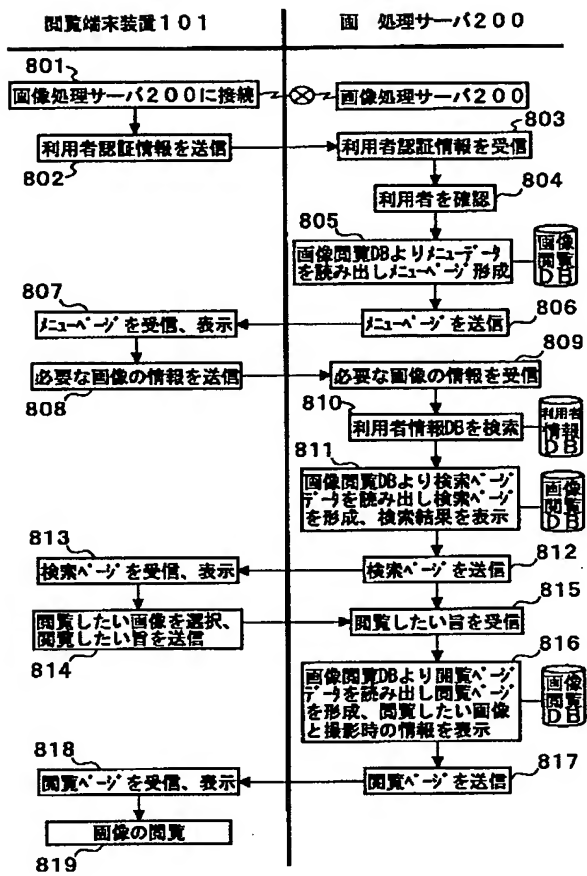 閲覧端末装置101
画 処理サーバ200
801
画像処理サーバ200に接続
画像処理サーバ200
803
利用者認証情報を送信
利用者認証情報を受信
802
804
利用者を確認
805
画像閲覧DBよりメニューデータ
を読み出しメニューページ形成
画像
閲覧
DB
807
メニューページを受信、表示
メニューページを送信
806
809
必要な画像の情報を送信
必要な画像の情報を受信
808
810
利用者情報DBを検索
利用者
情報
DB
811
画像閲覧DBより検索ページ
データを読み出し検索ページ
を形成、検索結果を表示
画像
閲覧
DB
813
812
検索ページを受信、表示
検索ページを送信
815
閲覧したい画像を選択、
閲覧したい旨を送信
閲覧したい旨を受信
814
816
画像閲覧DBより閲覧ページ
データを読み出し閲覧ページ
を形成、閲覧したい画像
と撮影時の情報を表示
画像
閲覧
DB
818
817
閲覧ページを受信、表示
閲覧ページを送信
画像の閲覧
819